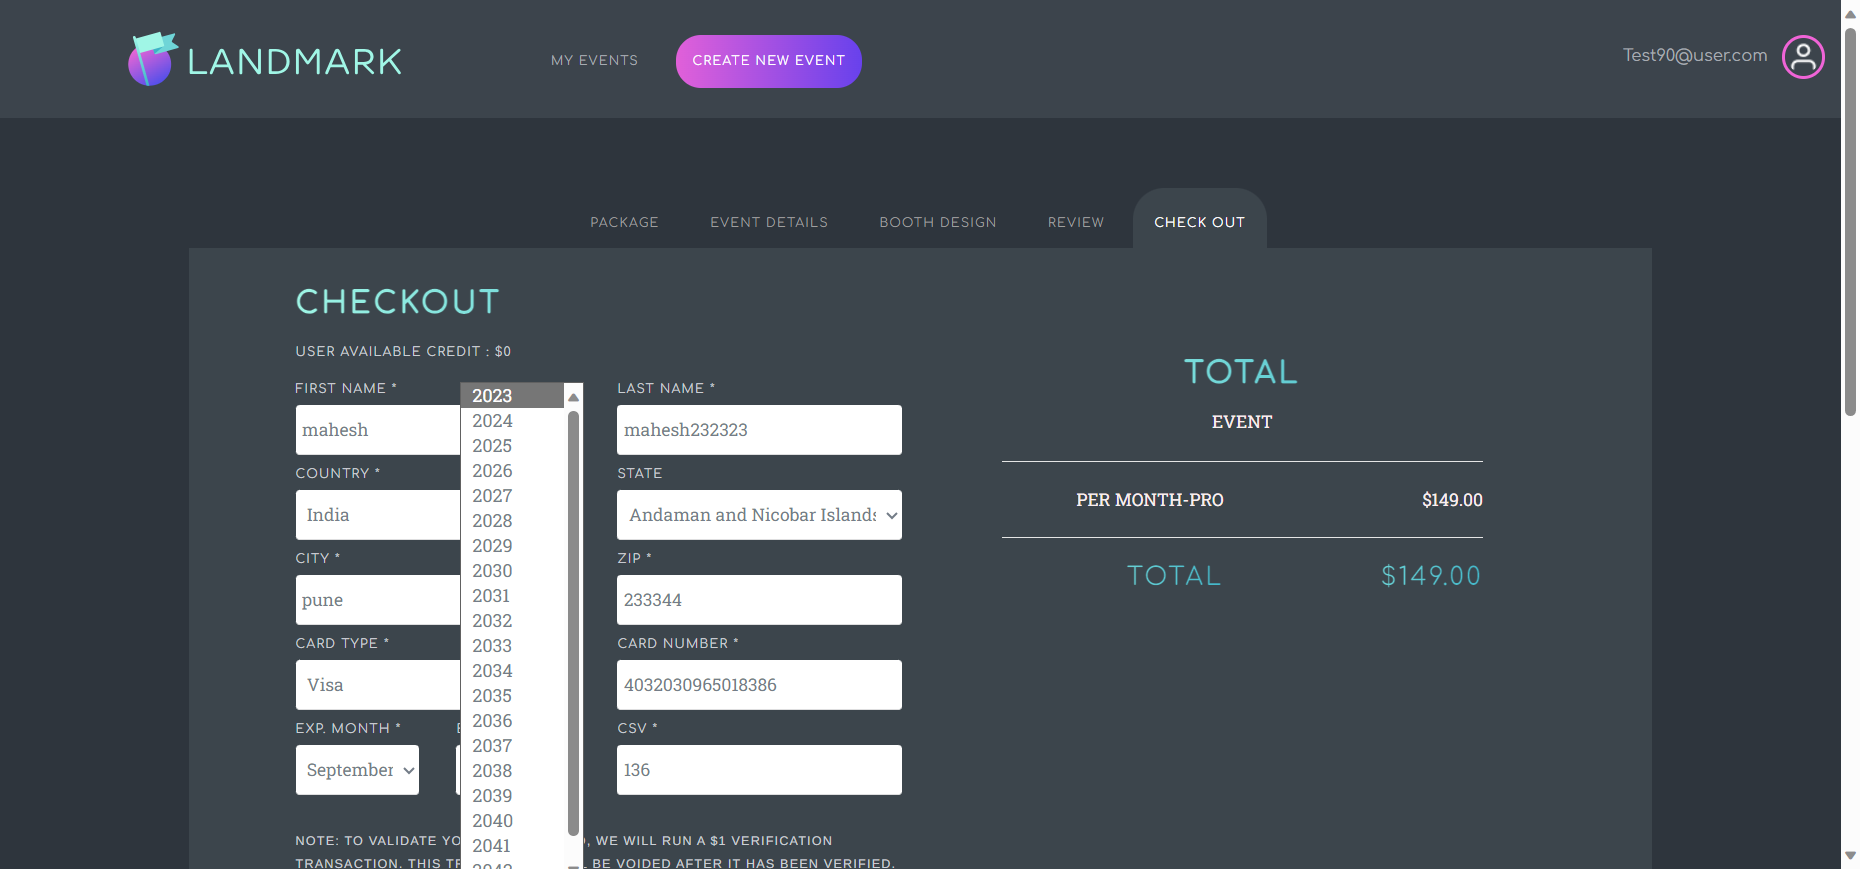 LANDMARK
MY EVENTS
CREATE NEW EVENT
Test90@user.com
PACKAGE
EVENT DETAILS
BOOTH DESIGN
REVIEW
CHECK OUT
CHECKOUT
USER AVAILABLE CREDIT : $0
FIRST NAME *
mahesh
LAST NAME *
mahesh232323
COUNTRY *
India
STATE
Andaman and Nicobar Islands
CITY *
pune
ZIP *
233344
CARD TYPE *
Visa
CARD NUMBER *
4032030965018386
EXP. MONTH *
September
CSV *
136
2023
2024
2025
2026
2027
2028
2029
2030
2031
2032
2033
2034
2035
2036
2037
2038
2039
2040
2041
NOTE: TO VALIDATE , WE WILL RUN A $1 VERIFICATION
TRANSACTION. THIS BE VOIDED AFTER IT HAS BEEN VERIFIED.
TOTAL
EVENT
PER MONTH-PRO $149.00
TOTAL $149.00